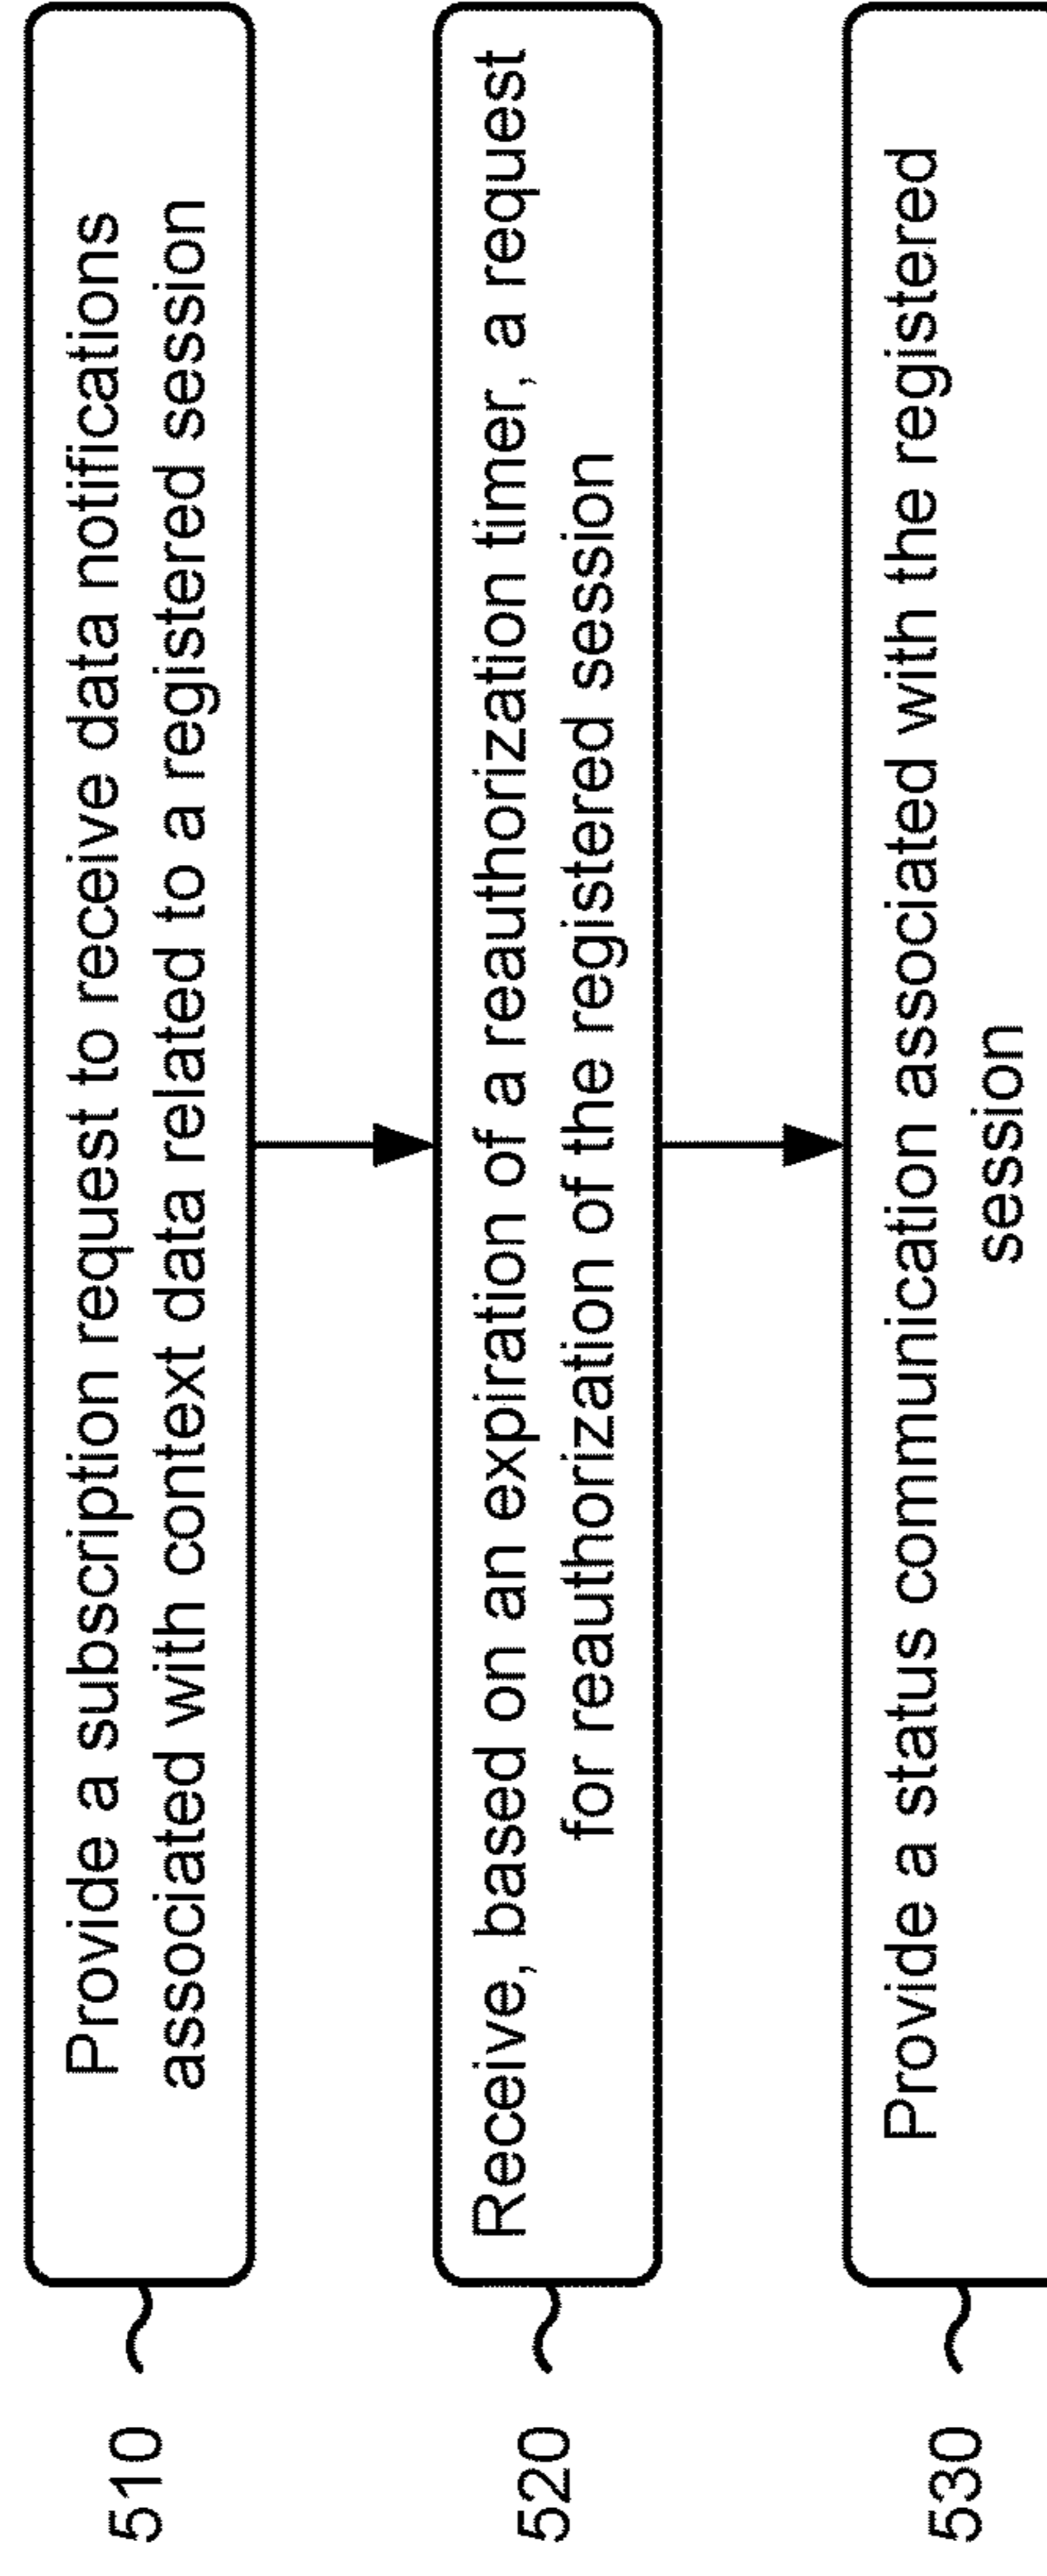 510
Provide a subscription request to receive data notifications
associated with context data related to a registered session
520
Receive, based on an expiration of a reauthorization timer, a request
for reauthorization of the registered session
530
Provide a status communication associated with the registered
session